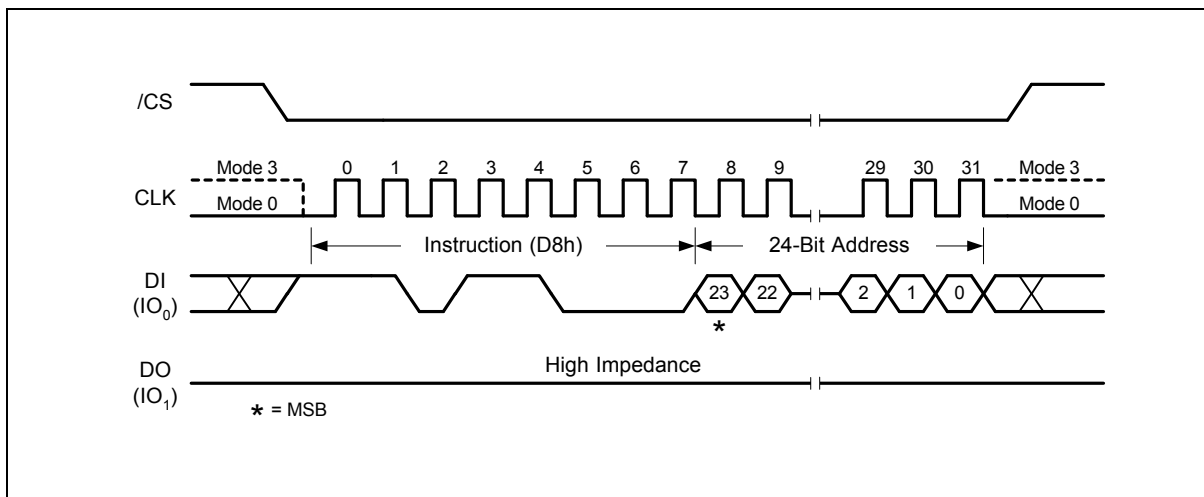 /CS
Mode 3 0 1 2 3 4 5 6 7 8 9 29 30 31 Mode 3
CLK
Mode 0 Mode 0
Instruction (D8h) 24-Bit Address
DI
(IO0)
23 22 2 1 0
*
High Impedance
DO
(IO1)
* = MSB